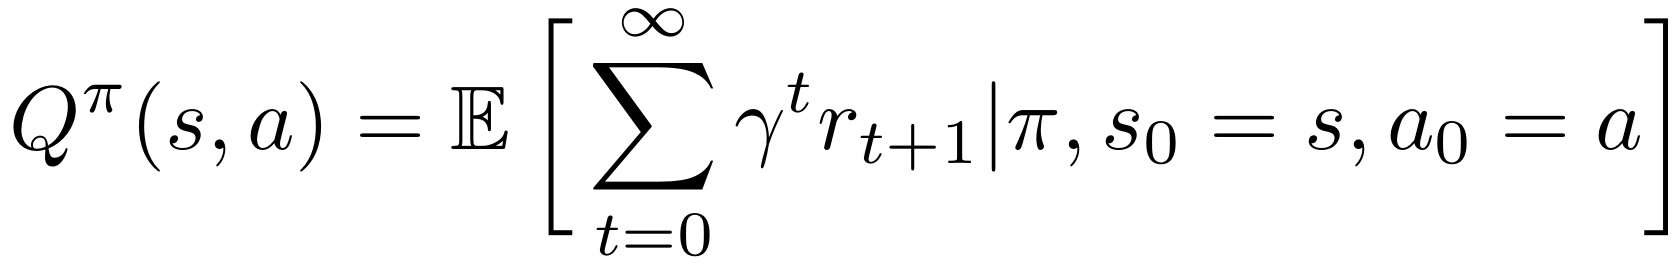 Q^π(s, a) = 𝔼 [∑_{t=0}^{∞} γ^t r_{t+1} | π, s_0 = s, a_0 = a]